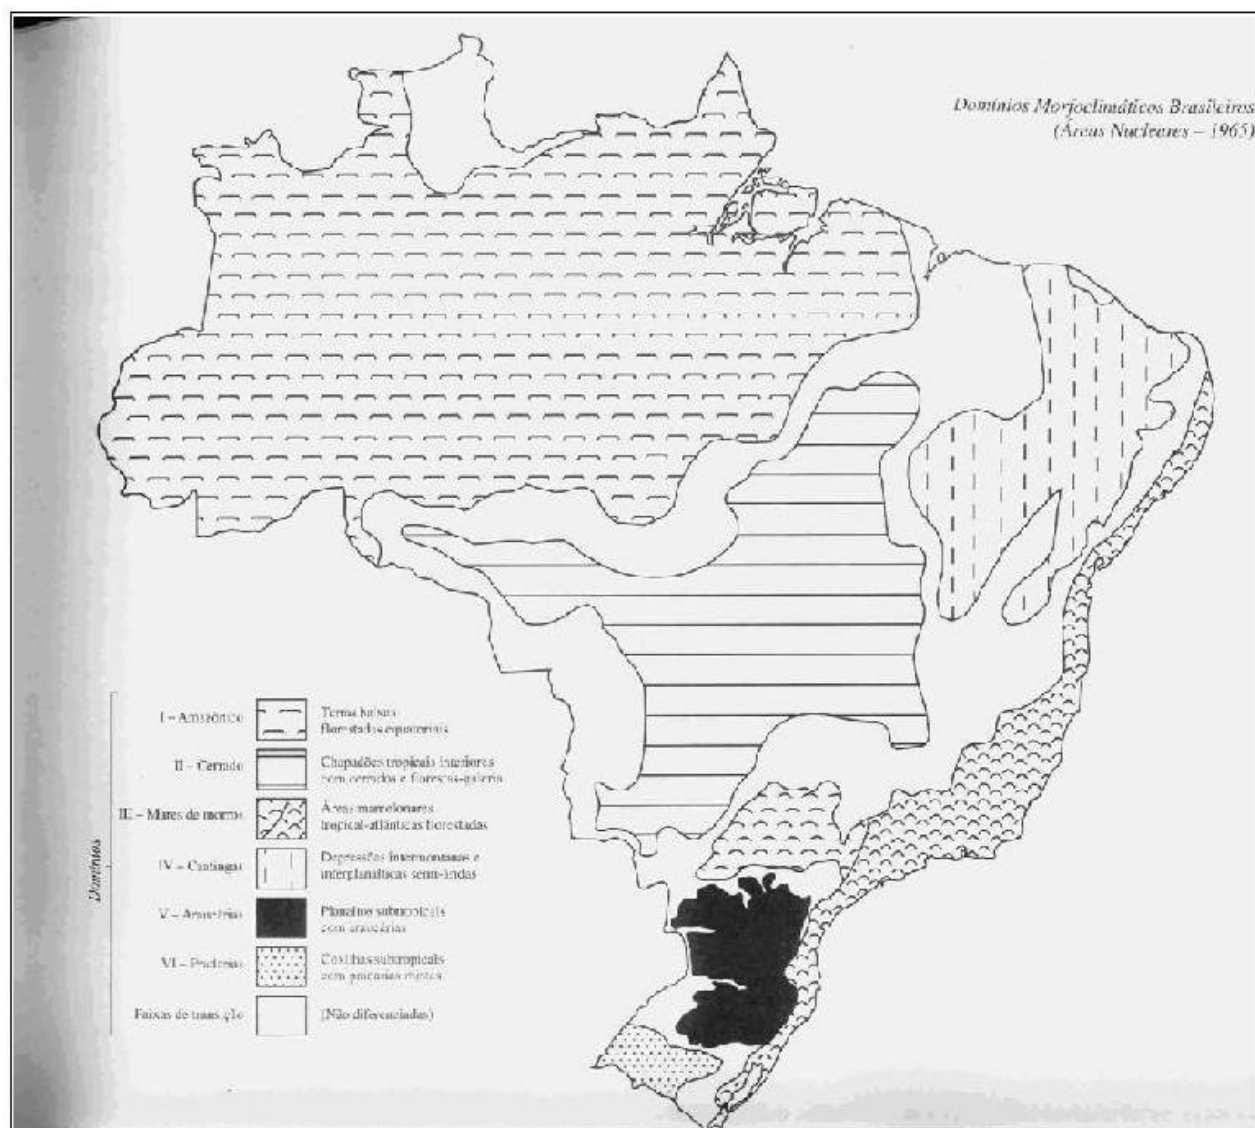 Domínios Morfoclimáticos Brasileiros
(Áreas Nucleares – 1965)
Domínios
I – Amazônico
Terras baixas
florestadas equatoriais
II – Cerrado
Chapadões tropicais interiores
com cerrados e florestas-galeria
III – Mares de morros
Áreas mamelonares
tropical-atlânticas florestadas
IV – Caatingas
Depressões intermontanas e
interplanálticas semi-áridas
V – Araucárias
Planaltos subtropicais
com araucárias
VI – Pradarias
Coxilhas subtropicais
com pradarias mistas
Faixas de transição
(Não diferenciadas)